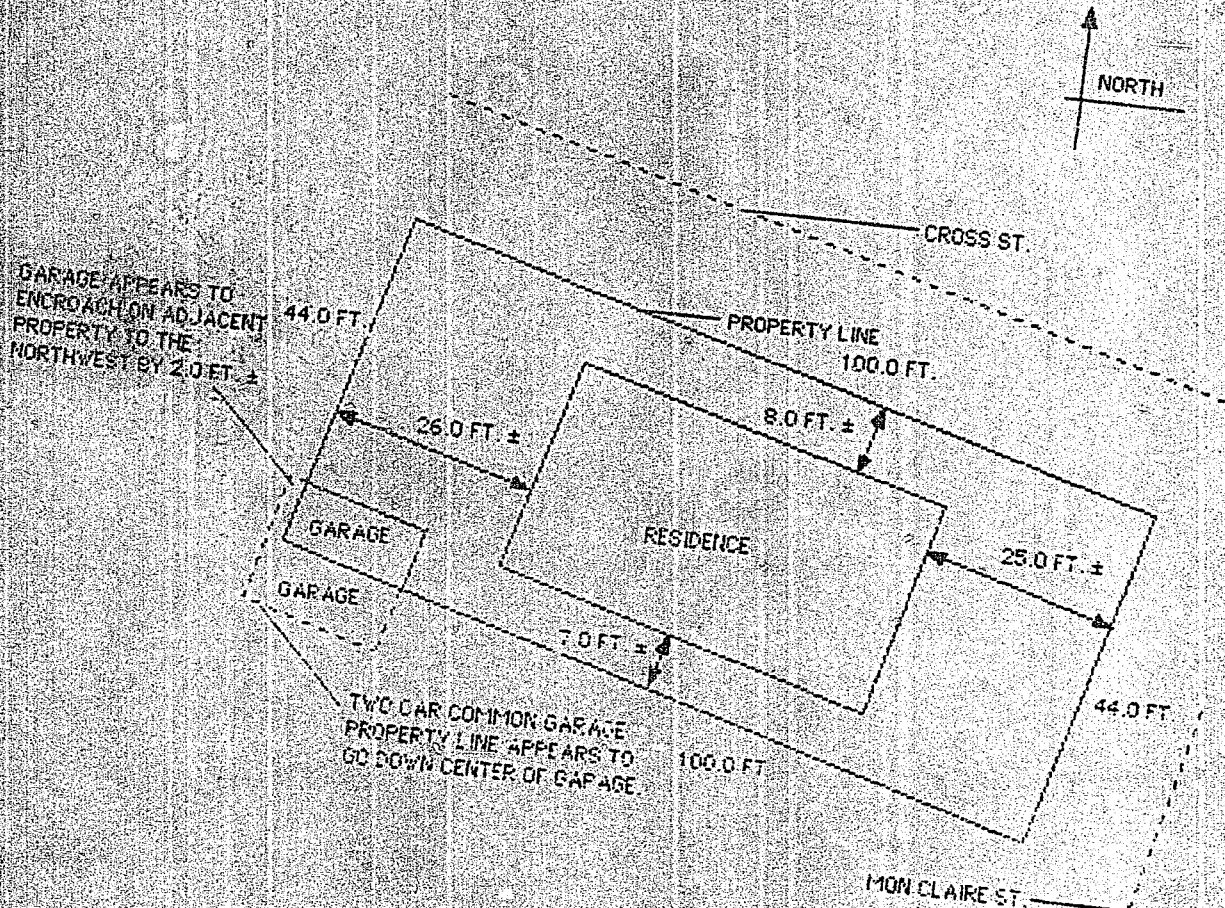 NORTH
CROSS ST.
GARAGE APPEARS TO
ENCROACH ON ADJACENT
PROPERTY TO THE
NORTHWEST BY 2.0 FT. ±
44.0 FT.
PROPERTY LINE
100.0 FT.
8.0 FT. ±
26.0 FT. ±
RESIDENCE
25.0 FT. ±
GARAGE
GARAGE
7.0 FT ±
44.0 FT
TWO CAR COMMON GARAGE
PROPERTY LINE APPEARS TO
GO DOWN CENTER OF GARAGE.
100.0 FT
MON CLAIRE ST.